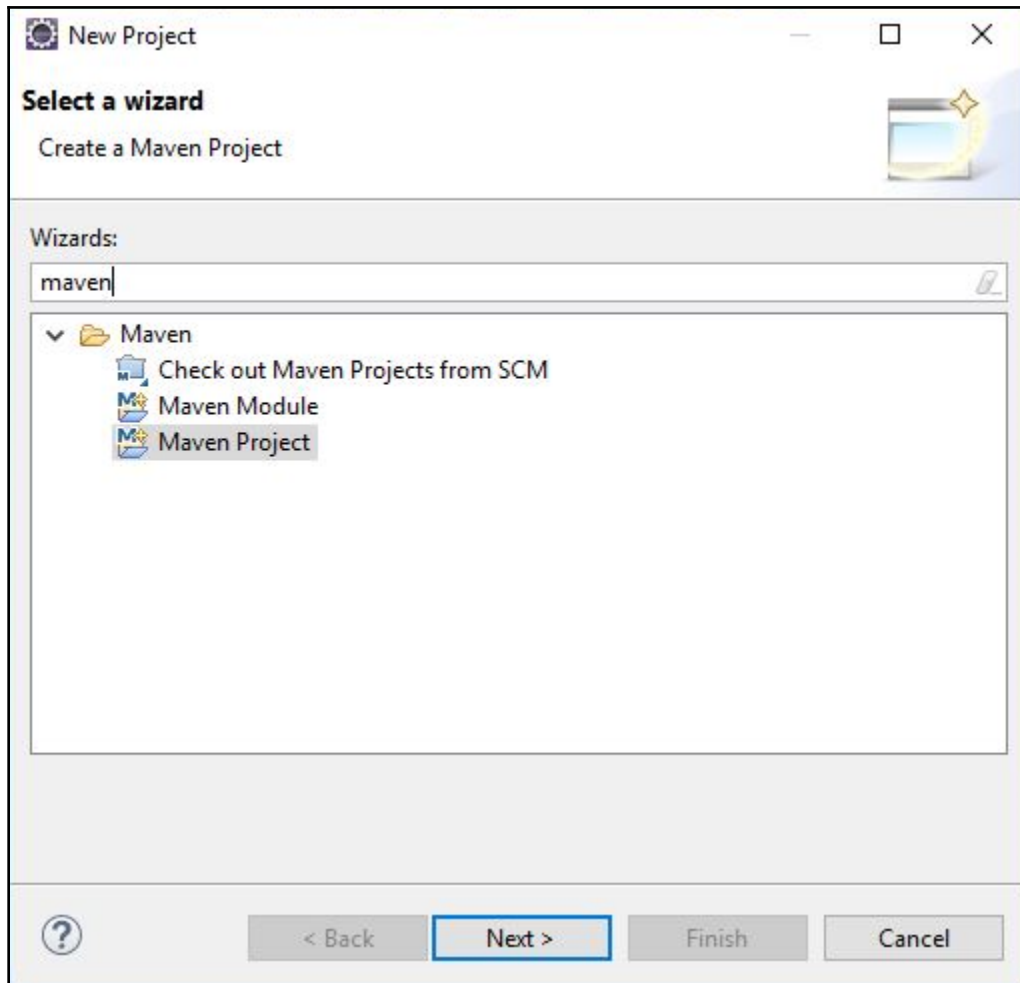 New Project
Select a wizard
Create a Maven Project
Wizards:
maven
Maven
Check out Maven Projects from SCM
Maven Module
Maven Project
? < Back Next > Finish Cancel